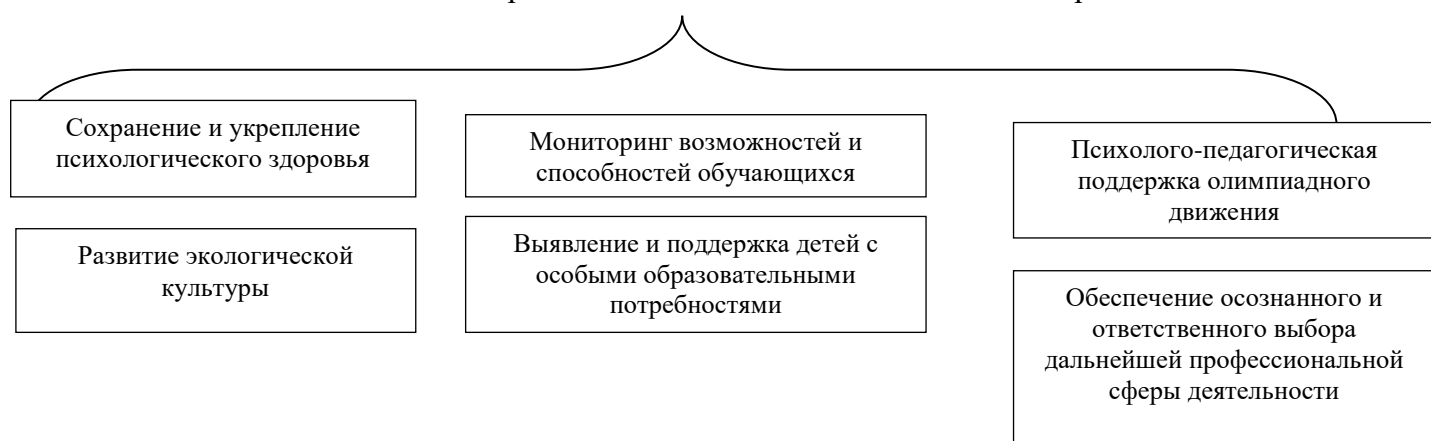 Сохранение и укрепление
психологического здоровья
Развитие экологической
культуры
Мониторинг возможностей и
способностей обучающихся
Выявление и поддержка детей с
особыми образовательными
потребностями
Психолого-педагогическая
поддержка олимпиадного
движения
Обеспечение осознанного и
ответственного выбора
дальнейшей профессиональной
сферы деятельности